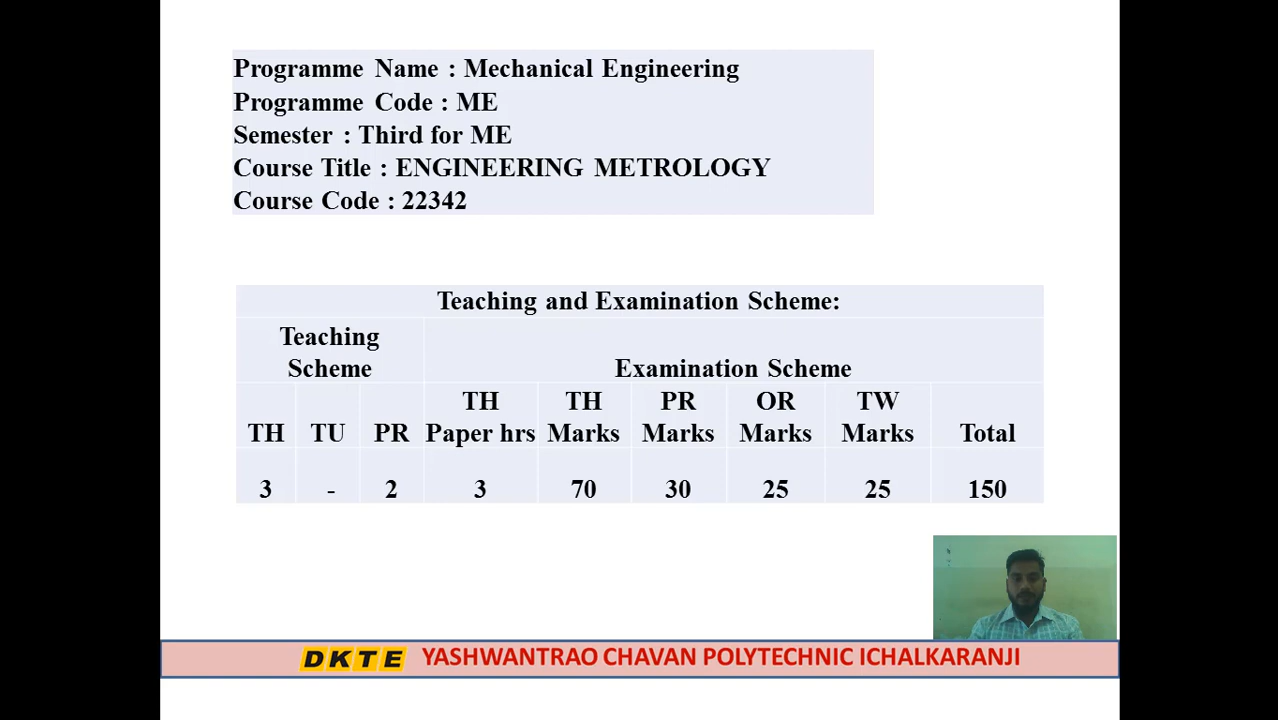 Programme Name : Mechanical Engineering
Programme Code : ME
Semester : Third for ME
Course Title : ENGINEERING METROLOGY
Course Code : 22342
Teaching and Examination Scheme:
Teaching Scheme Examination Scheme
TH TU PR TH Paper hrs TH Marks PR Marks OR Marks TW Marks Total
3 - 2 3 70 30 25 25 150
DKTE YASHWANTRAO CHAVAN POLYTECHNIC ICHALKARANJI